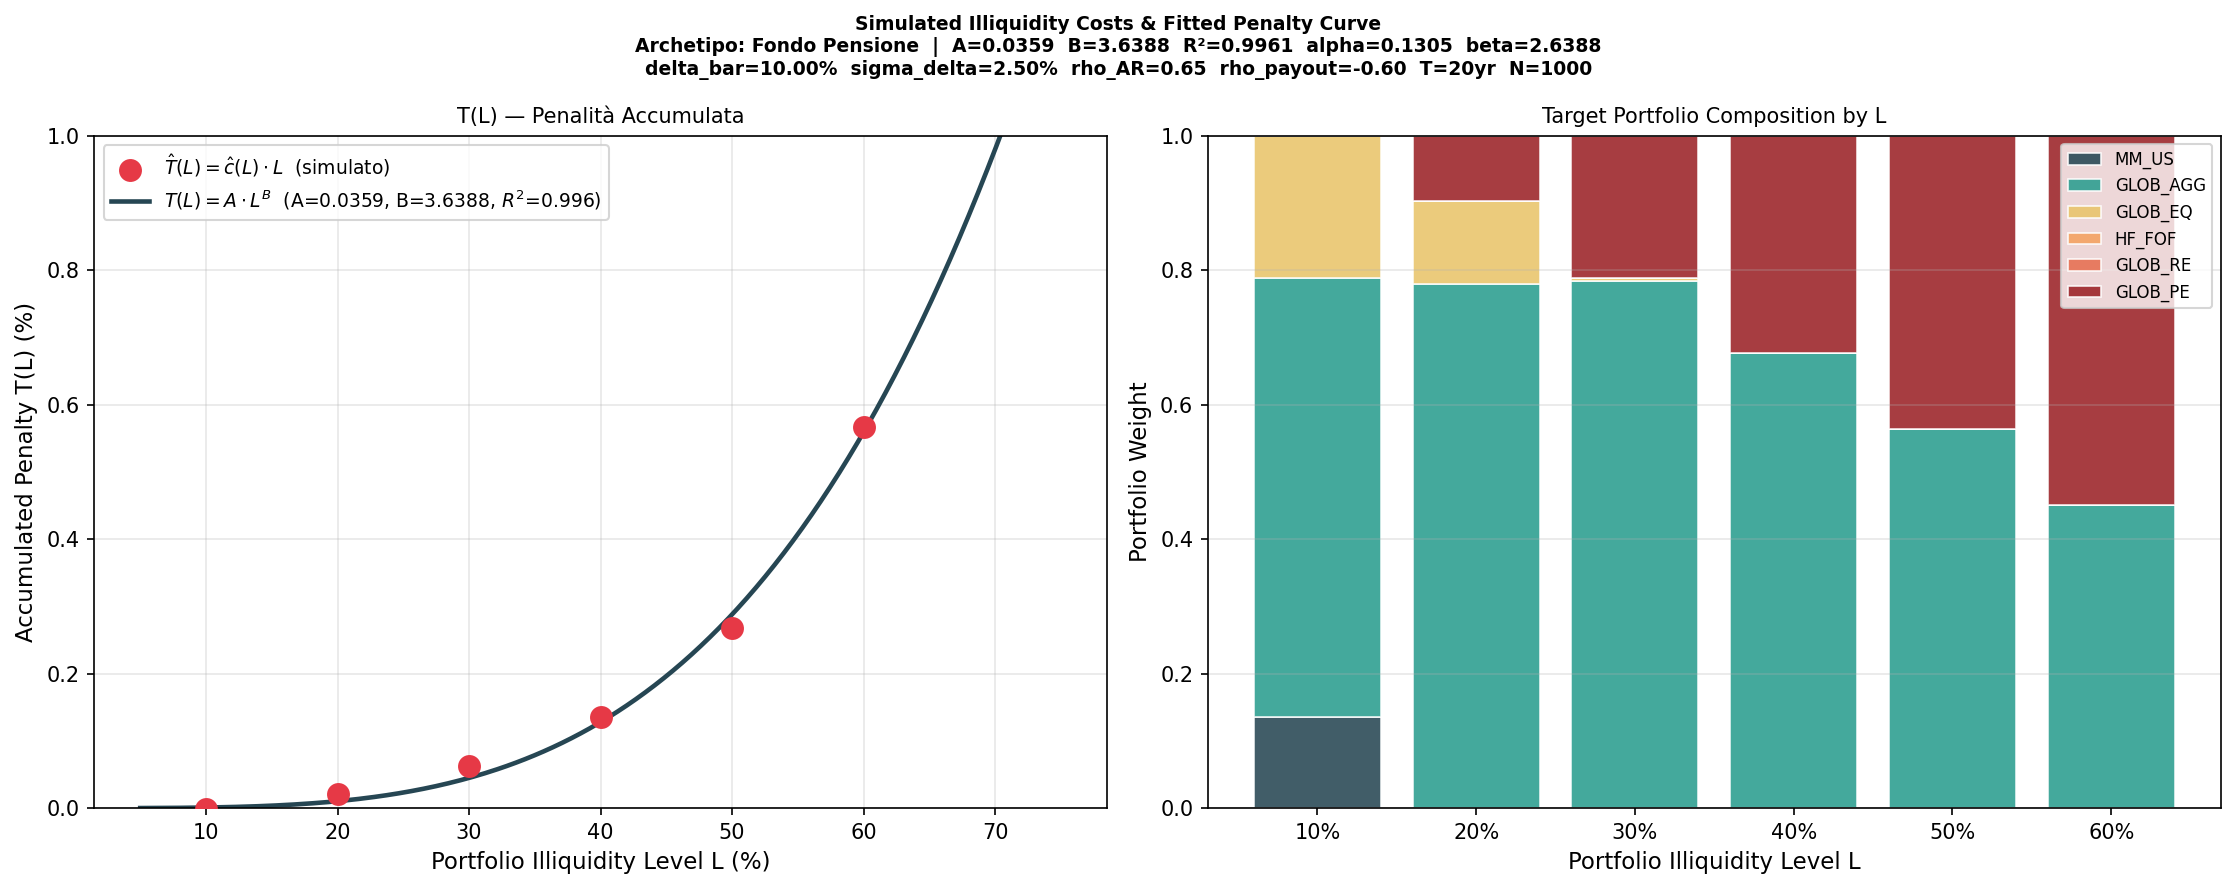 Simulated Illiquidity Costs & Fitted Penalty Curve
Archetipo: Fondo Pensione | A=0.0359 B=3.6388 R²=0.9961 alpha=0.1305 beta=2.6388
delta_bar=10.00% sigma_delta=2.50% rho_AR=0.65 rho_payout=-0.60 T=20yr N=1000
T(L) — Penalità Accumulata
T̂(L) = ĉ(L) · L (simulato)
T(L) = A · L^B (A=0.0359, B=3.6388, R²=0.996)
1.0
0.8
0.6
0.4
0.2
0.0
Accumulated Penalty T(L) (%)
10 20 30 40 50 60 70
Portfolio Illiquidity Level L (%)
Target Portfolio Composition by L
MM_US
GLOB_AGG
GLOB_EQ
HF_FOF
GLOB_RE
GLOB_PE
1.0
0.8
0.6
0.4
0.2
0.0
Portfolio Weight
10% 20% 30% 40% 50% 60%
Portfolio Illiquidity Level L